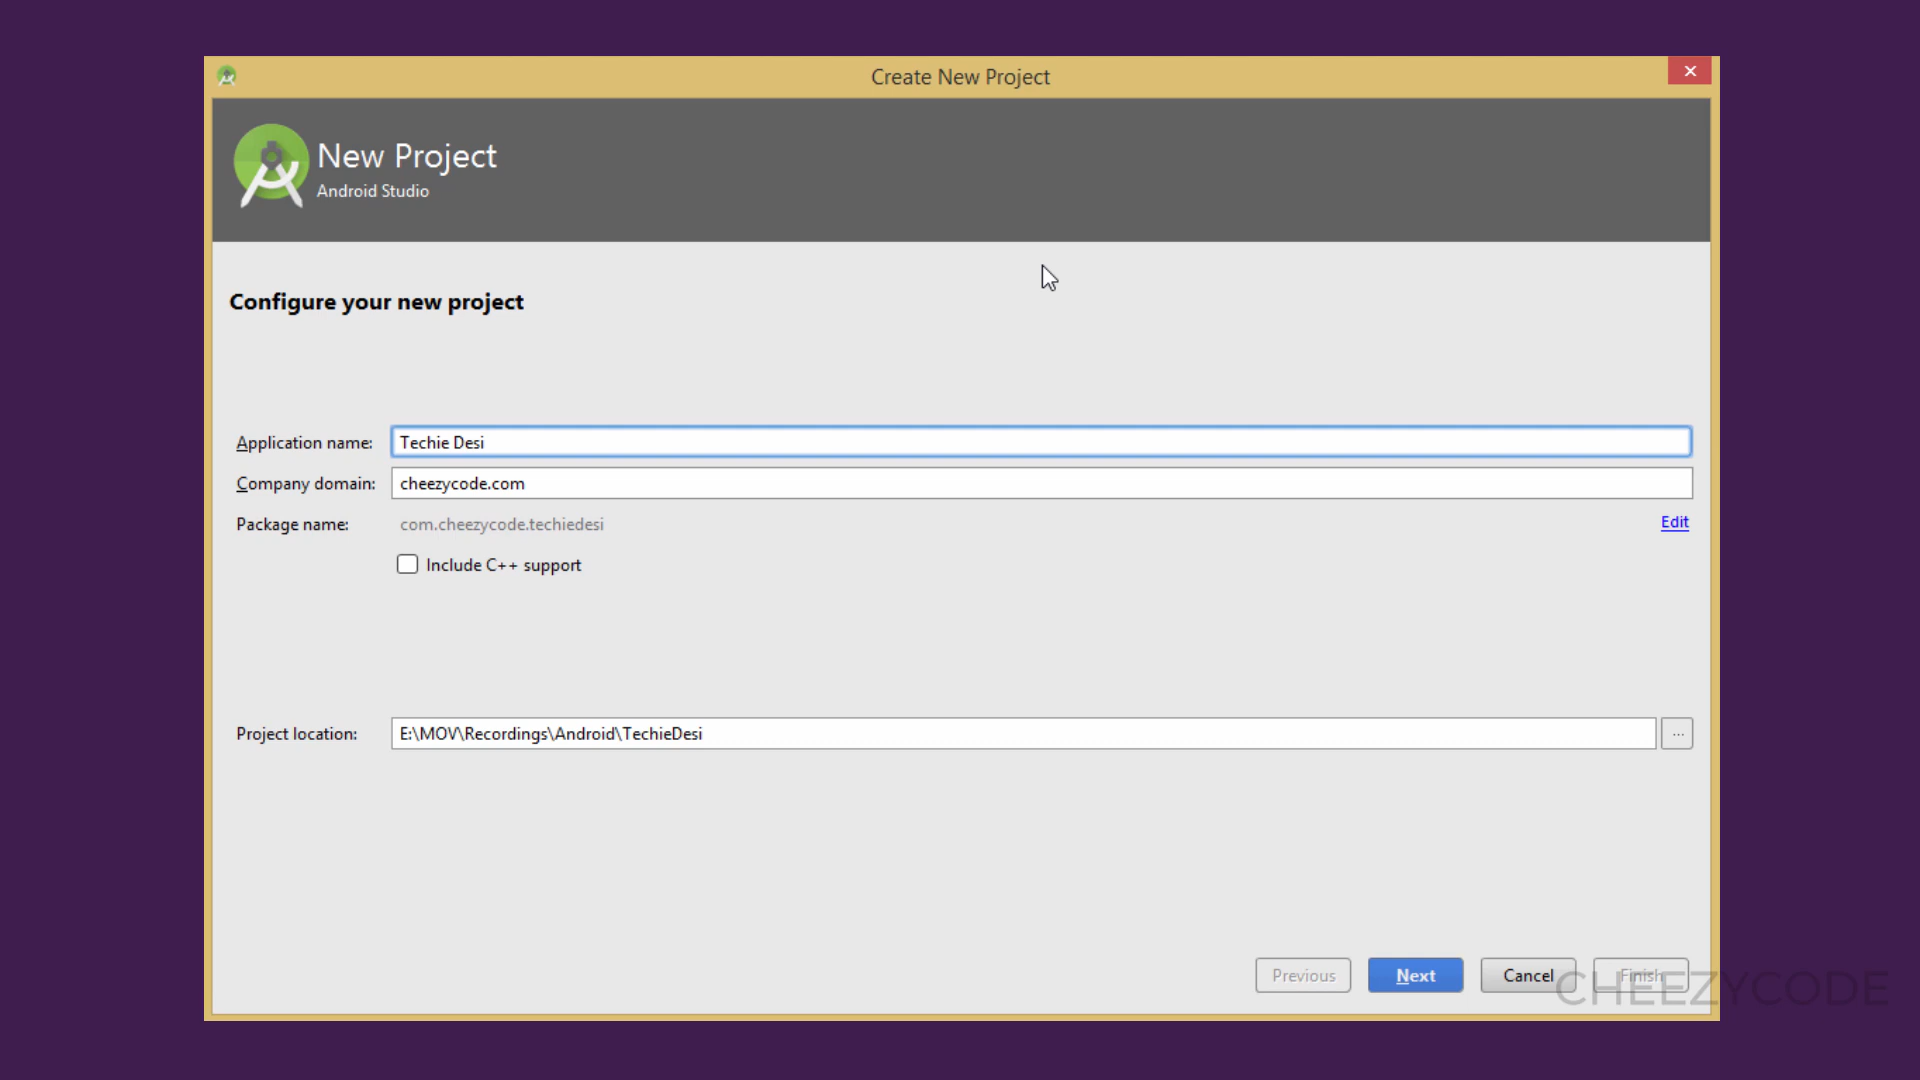 Create New Project
New Project
Android Studio
Configure your new project
Application name: Techie Desi
Company domain: cheezycode.com
Package name: com.cheezycode.techiedesi Edit
Include C++ support
Project location: E:\MOV\Recordings\Android\TechieDesi ...
Previous Next Cancel Finish
CHEEZYCODE